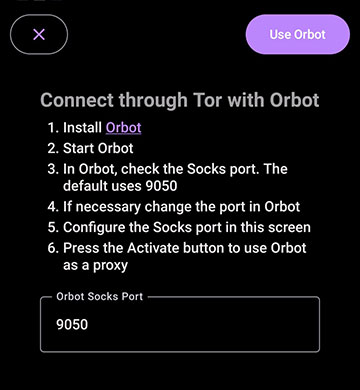 Use Orbot
Connect through Tor with Orbot
1. Install Orbot
2. Start Orbot
3. In Orbot, check the Socks port. The
default uses 9050
4. If necessary change the port in Orbot
5. Configure the Socks port in this screen
6. Press the Activate button to use Orbot
as a proxy
Orbot Socks Port
9050